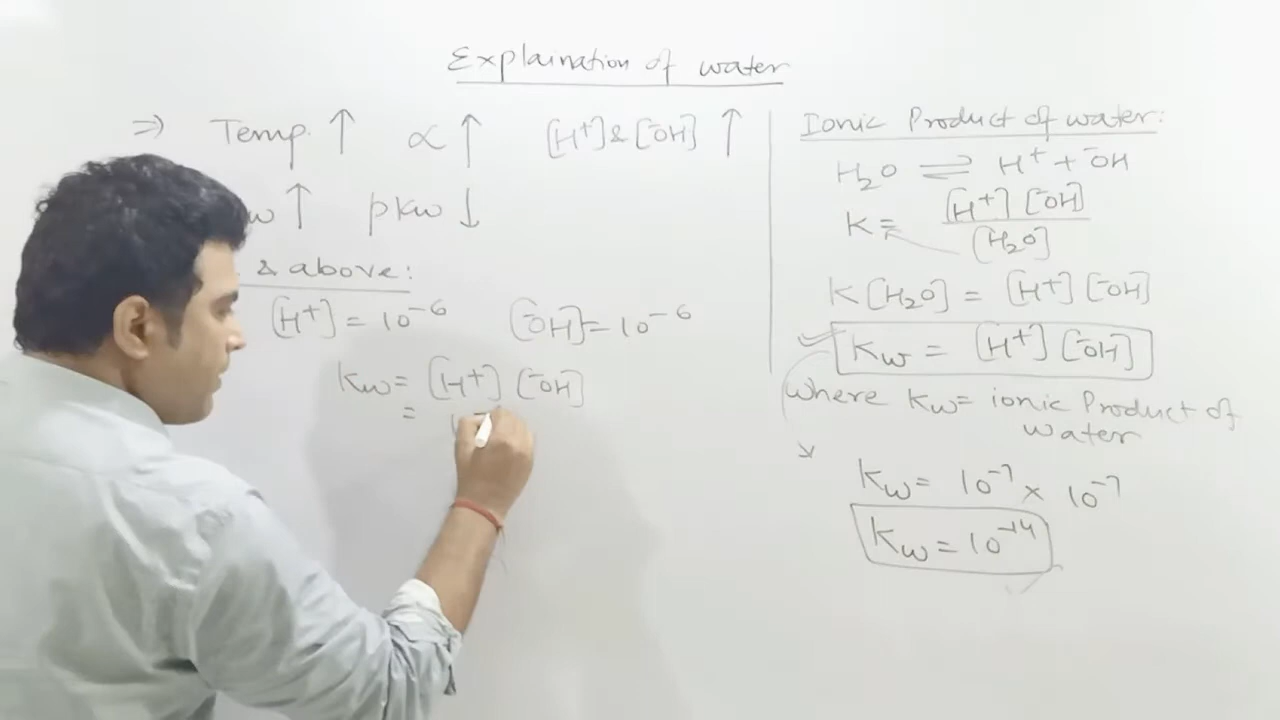 Explaination of water
⇒ Temp. ↑ α ↑ [H⁺] & [⁻OH] ↑
w ↑ pKw ↓
& above:
[H⁺] = 10⁻⁶ [⁻OH] = 10⁻⁶
Kw = [H⁺] [⁻OH]
=
Ionic Product of water:
H₂O ⇌ H⁺ + ⁻OH
K = [H⁺] [⁻OH] / [H₂O]
K [H₂O] = [H⁺] [⁻OH]
Kw = [H⁺] [⁻OH]
where Kw = ionic Product of
water
Kw = 10⁻⁷ × 10⁻⁷
Kw = 10⁻¹⁴